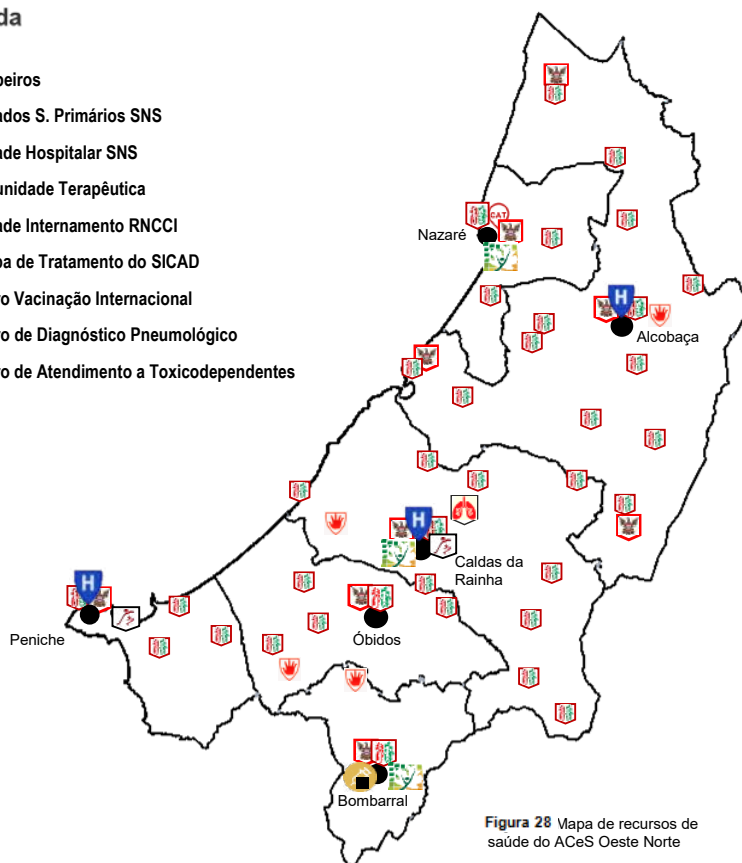 da
eiros
ados S. Primários SNS
ade Hospitalar SNS
unidade Terapêutica
ade Internamento RNCCI
a de Tratamento do SICAD
o Vacinação Internacional
o de Diagnóstico Pneumológico
o de Atendimento a Toxicodependentes
CAT
Nazaré
H
Alcobaça
H
Caldas da
Rainha
H
Peniche
Óbidos
Bombarral
Figura 28 Mapa de recursos de
saúde do ACeS Oeste Norte